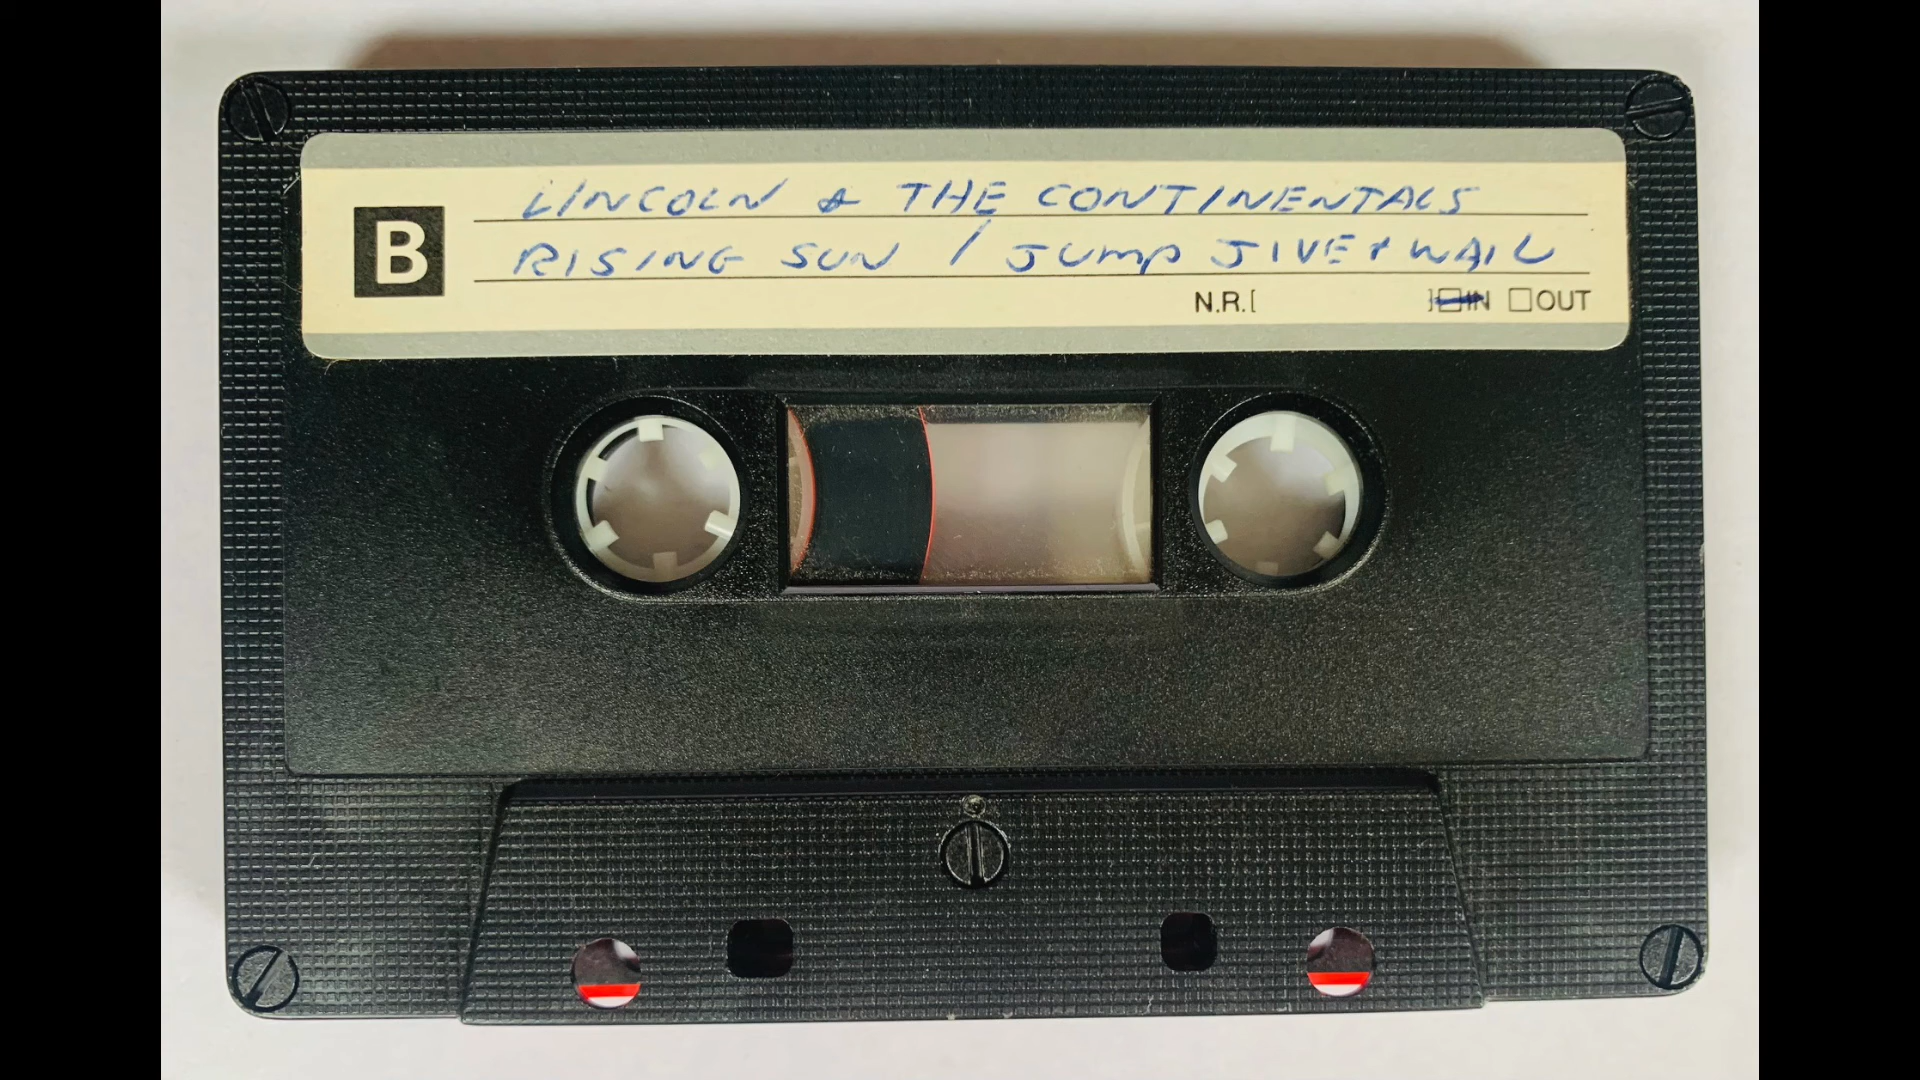 B
LINCOLN & THE CONTINENTALS
RISING SUN / JUMP JIVE & WAIL
N.R.[ ]☐IN ☐OUT